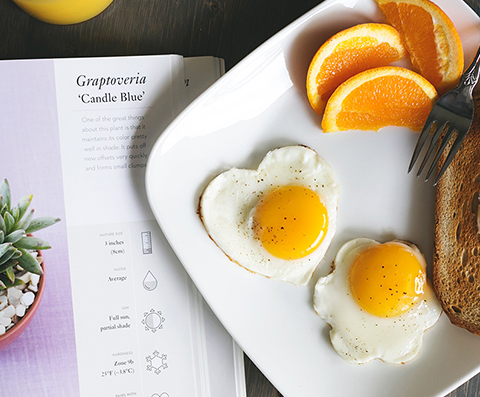 Graptoveria
‘Candle Blue’
One of the great things
about this plant is that it
maintains its color pretty
well in shade. It puts off
new offsets very quickly
and forms small clumps.
3 inches
(8cm)
Average
Full sun,
partial shade
Zone 9b
25°F (-3.8°C)